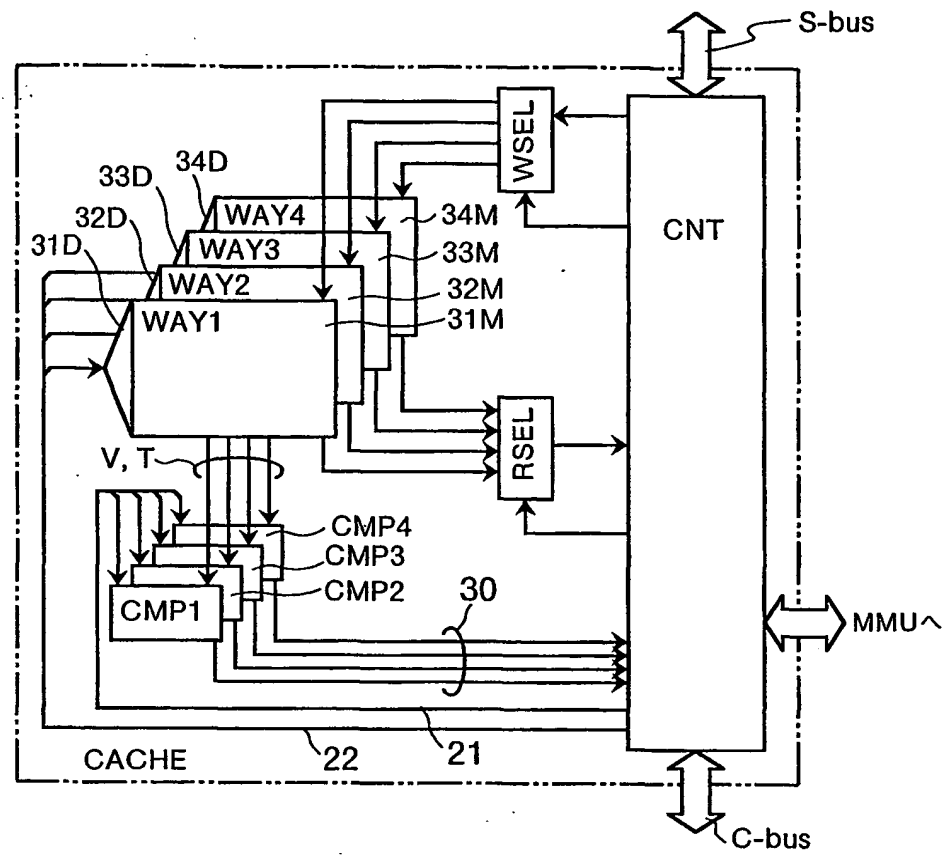 S-bus
WSEL
CNT
34D
33D
32D
31D
WAY4
WAY3
WAY2
WAY1
34M
33M
32M
31M
RSEL
V, T
CMP4
CMP3
CMP2
CMP1
30
MMUへ
21
22
CACHE
C-bus